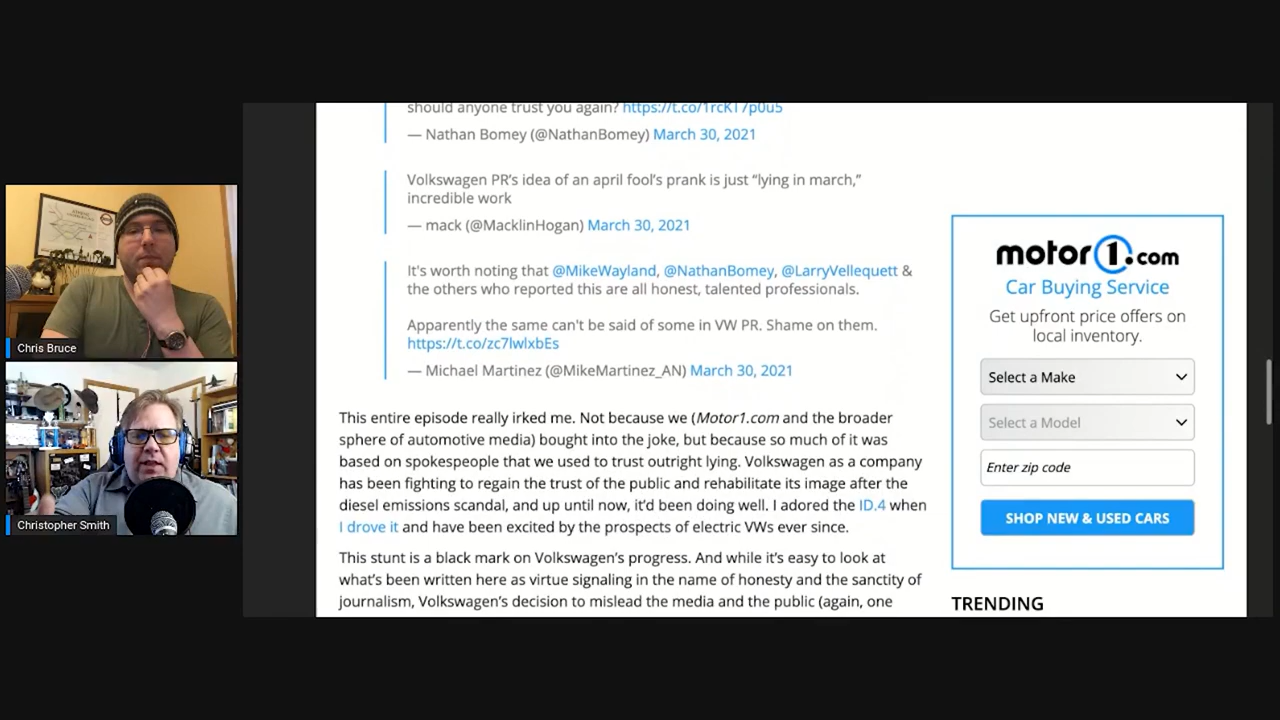 should anyone trust you again? https://t.co/1rcKT7p0u5
— Nathan Bomey (@NathanBomey) March 30, 2021
Volkswagen PR's idea of an april fool's prank is just “lying in march,”
incredible work
— mack (@MacklinHogan) March 30, 2021
It's worth noting that @MikeWayland, @NathanBomey, @LarryVellequett &
the others who reported this are all honest, talented professionals.
Apparently the same can't be said of some in VW PR. Shame on them.
https://t.co/zc7lwlxbEs
— Michael Martinez (@MikeMartinez_AN) March 30, 2021
This entire episode really irked me. Not because we (Motor1.com and the broader
sphere of automotive media) bought into the joke, but because so much of it was
based on spokespeople that we used to trust outright lying. Volkswagen as a company
has been fighting to regain the trust of the public and rehabilitate its image after the
diesel emissions scandal, and up until now, it’d been doing well. I adored the ID.4 when
I drove it and have been excited by the prospects of electric VWs ever since.
This stunt is a black mark on Volkswagen’s progress. And while it’s easy to look at
what’s been written here as virtue signaling in the name of honesty and the sanctity of
journalism, Volkswagen’s decision to mislead the media and the public (again, one
motor1.com
Car Buying Service
Get upfront price offers on
local inventory.
Select a Make
Select a Model
Enter zip code
SHOP NEW & USED CARS
TRENDING
Chris Bruce
Christopher Smith